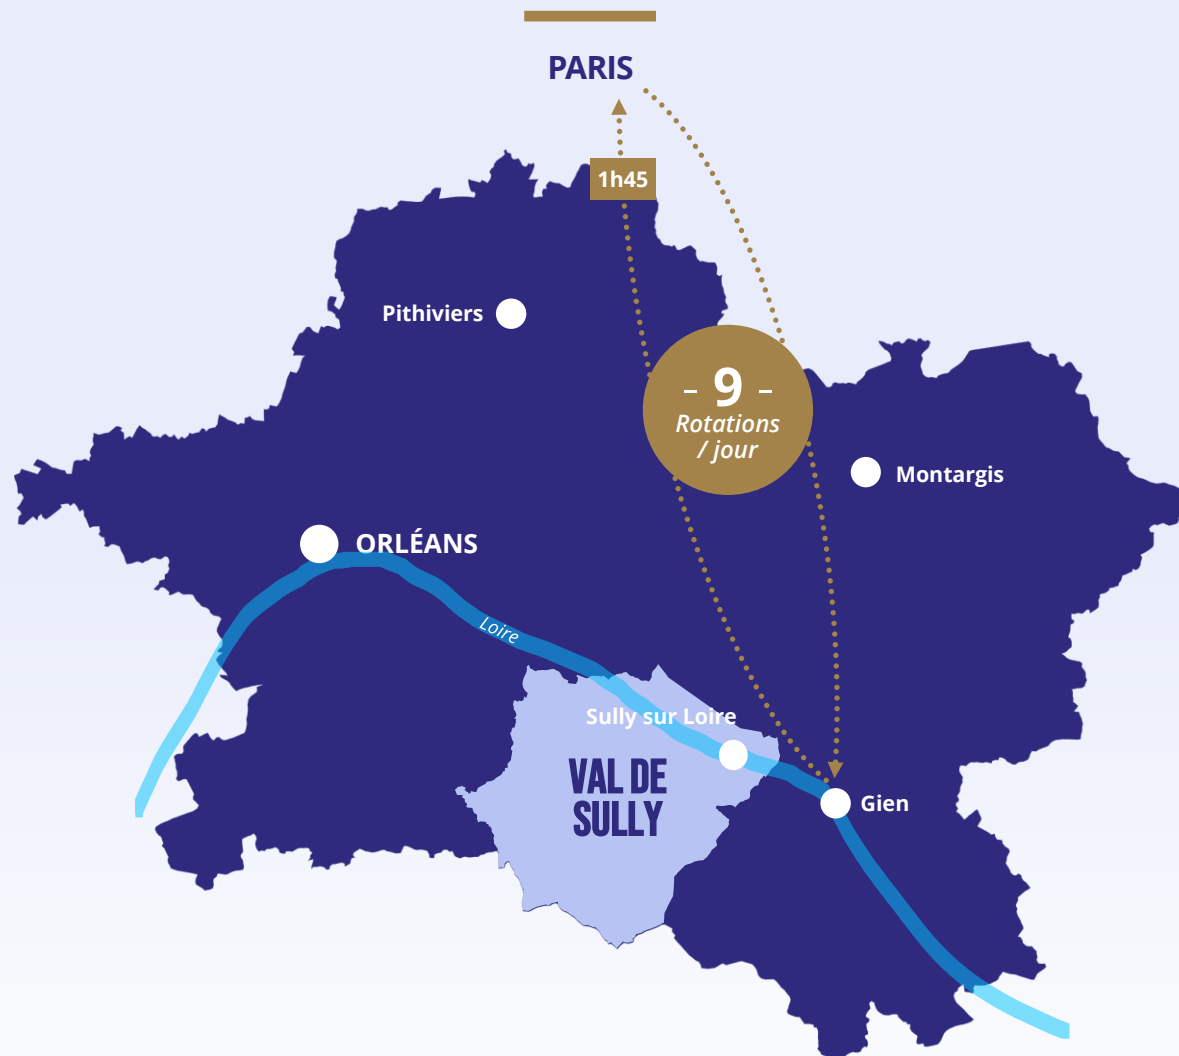 PARIS
1h45
Pithiviers
- 9 -
Rotations
/ jour
Montargis
ORLÉANS
Loire
Sully sur Loire
VAL DE
SULLY
Gien